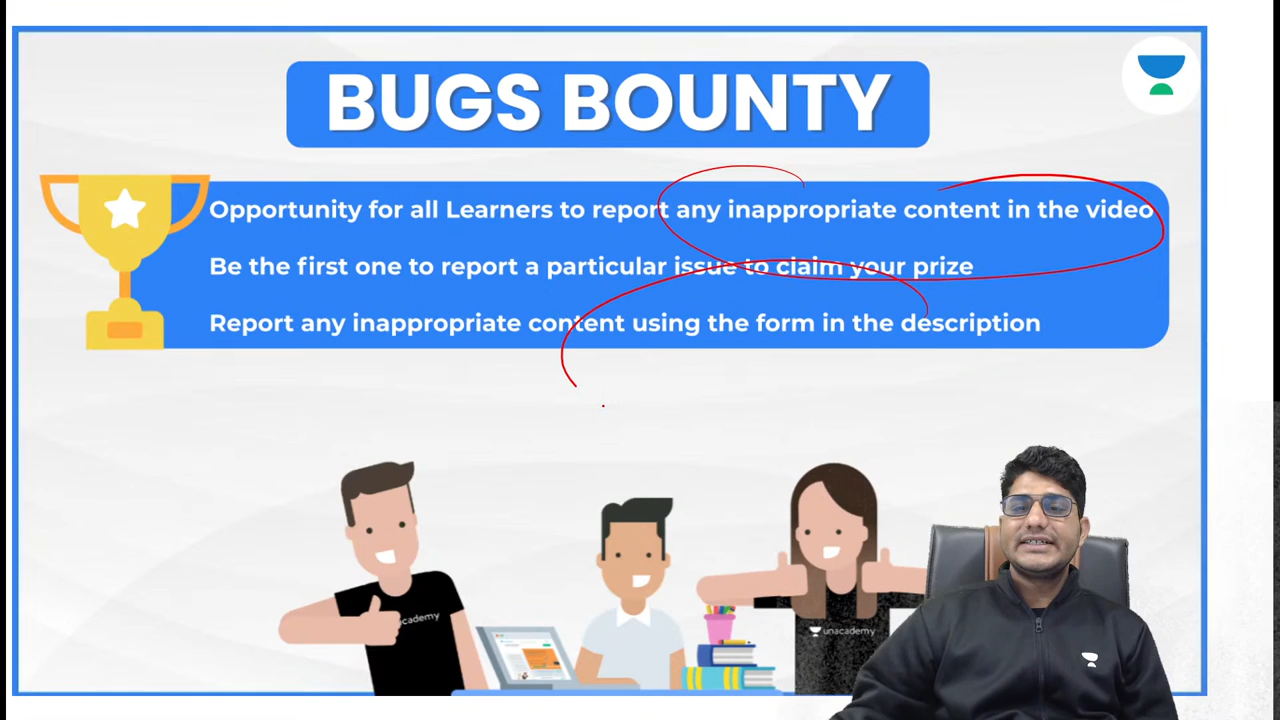 BUGS BOUNTY
Opportunity for all Learners to report any inappropriate content in the video
Be the first one to report a particular issue to claim your prize
Report any inappropriate content using the form in the description
unacademy